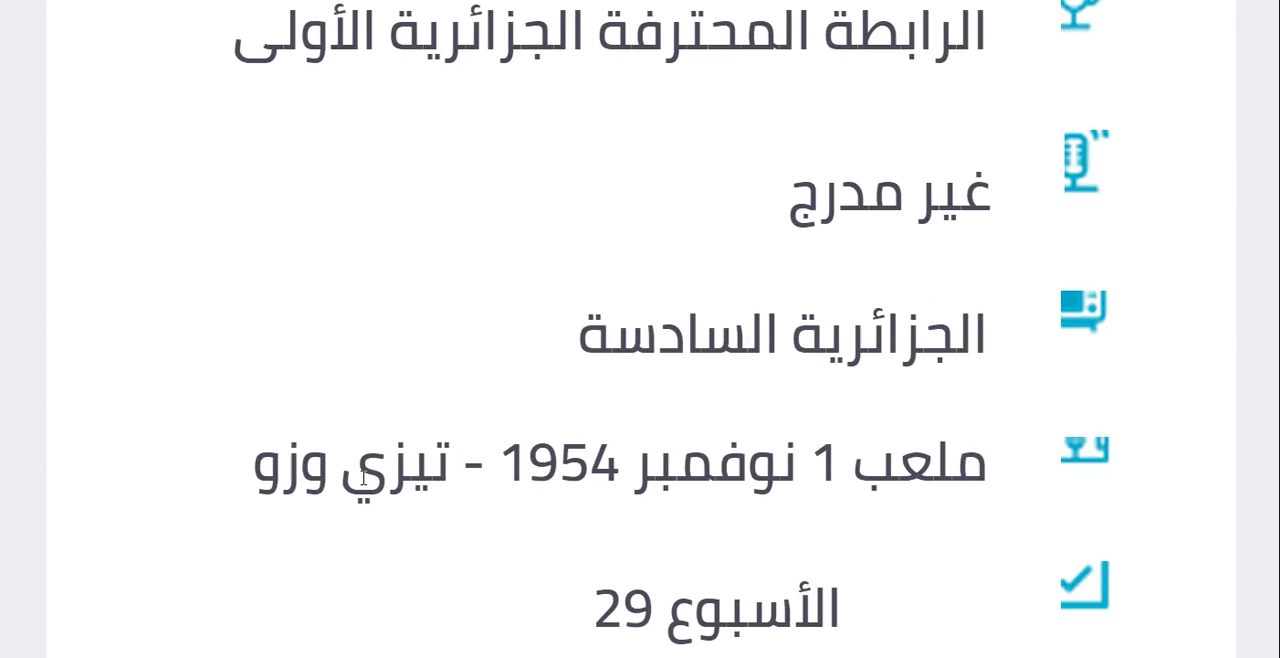 الرابطة المحترفة الجزائرية الأولى
غير مدرج
الجزائرية السادسة
ملعب 1 نوفمبر 1954 - تيزي وزو
الأسبوع 29